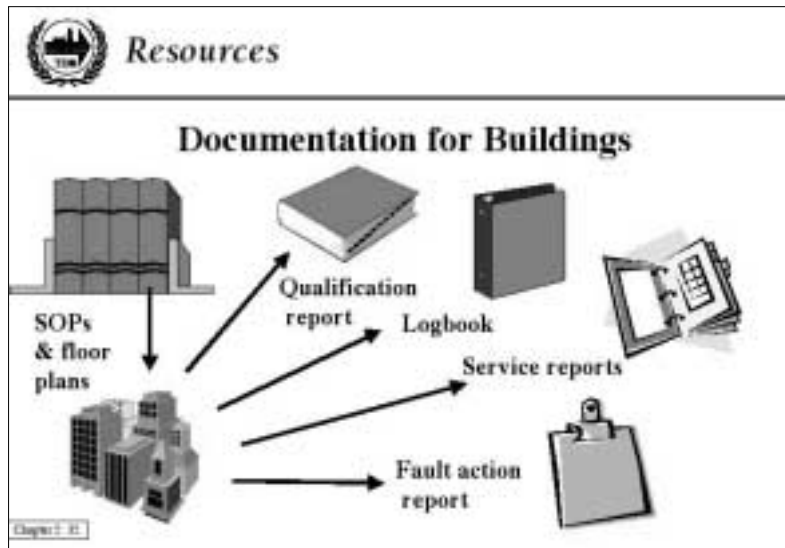 Resources
Documentation for Buildings
Qualification
report
Logbook
SOPs
& floor
plans
Service reports
Fault action
report